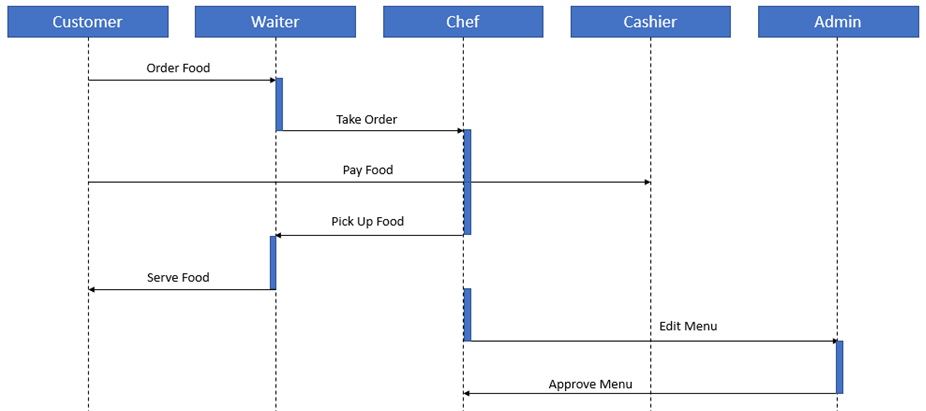 Customer
Waiter
Chef
Cashier
Admin
Order Food
Take Order
Pay Food
Pick Up Food
Serve Food
Edit Menu
Approve Menu